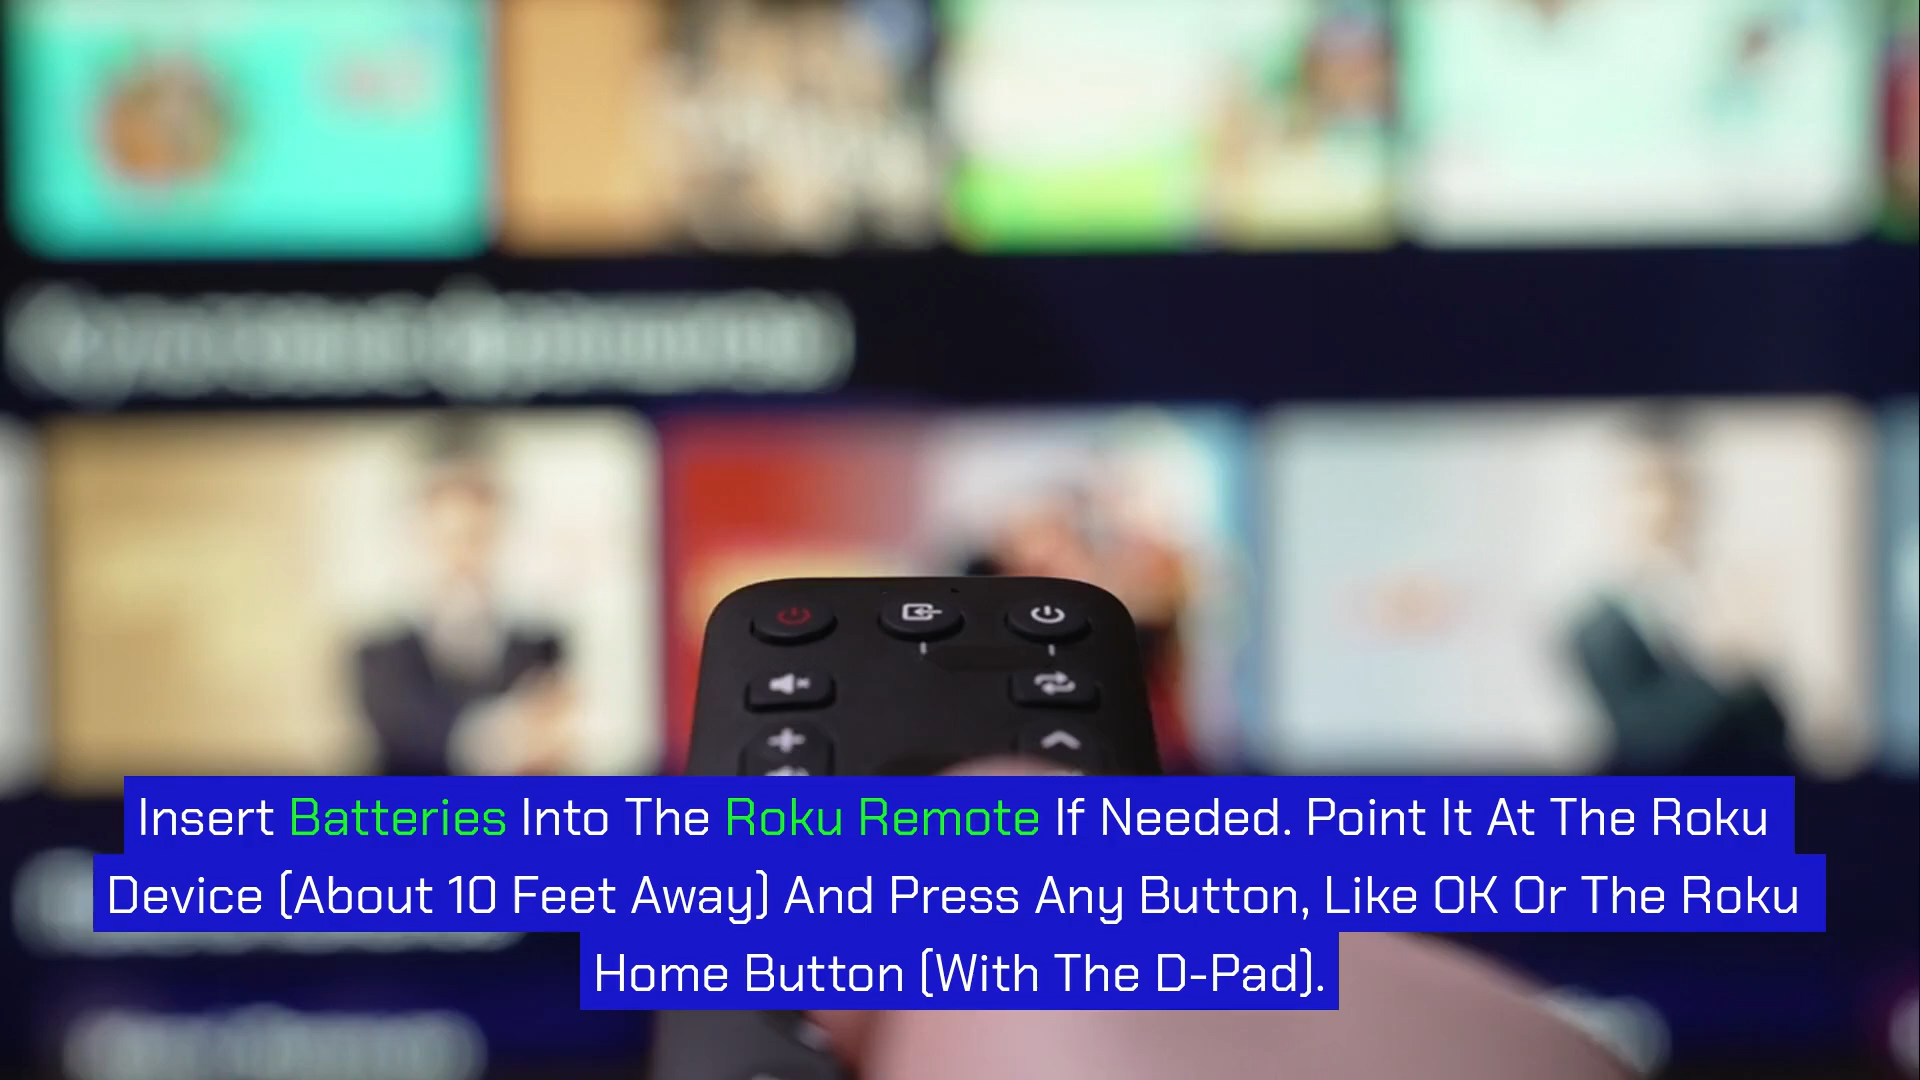 Insert Batteries Into The Roku Remote If Needed. Point It At The Roku
Device (About 10 Feet Away) And Press Any Button, Like OK Or The Roku
Home Button (With The D-Pad).